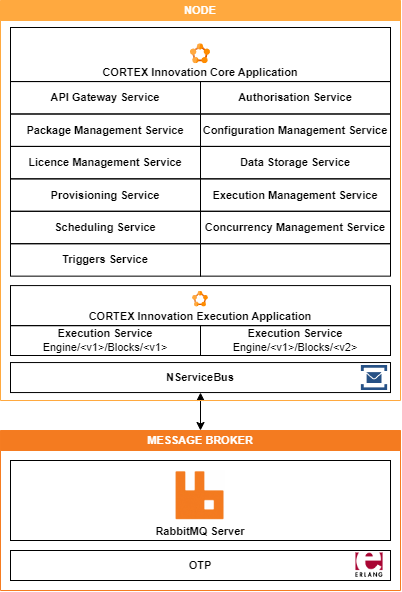 NODE
CORTEX Innovation Core Application
API Gateway Service
Authorisation Service
Package Management Service
Configuration Management Service
Licence Management Service
Data Storage Service
Provisioning Service
Execution Management Service
Scheduling Service
Concurrency Management Service
Triggers Service
CORTEX Innovation Execution Application
Execution Service
Engine/<v1>/Blocks/<v1>
Execution Service
Engine/<v1>/Blocks/<v2>
NServiceBus
MESSAGE BROKER
RabbitMQ Server
OTP
ERLANG